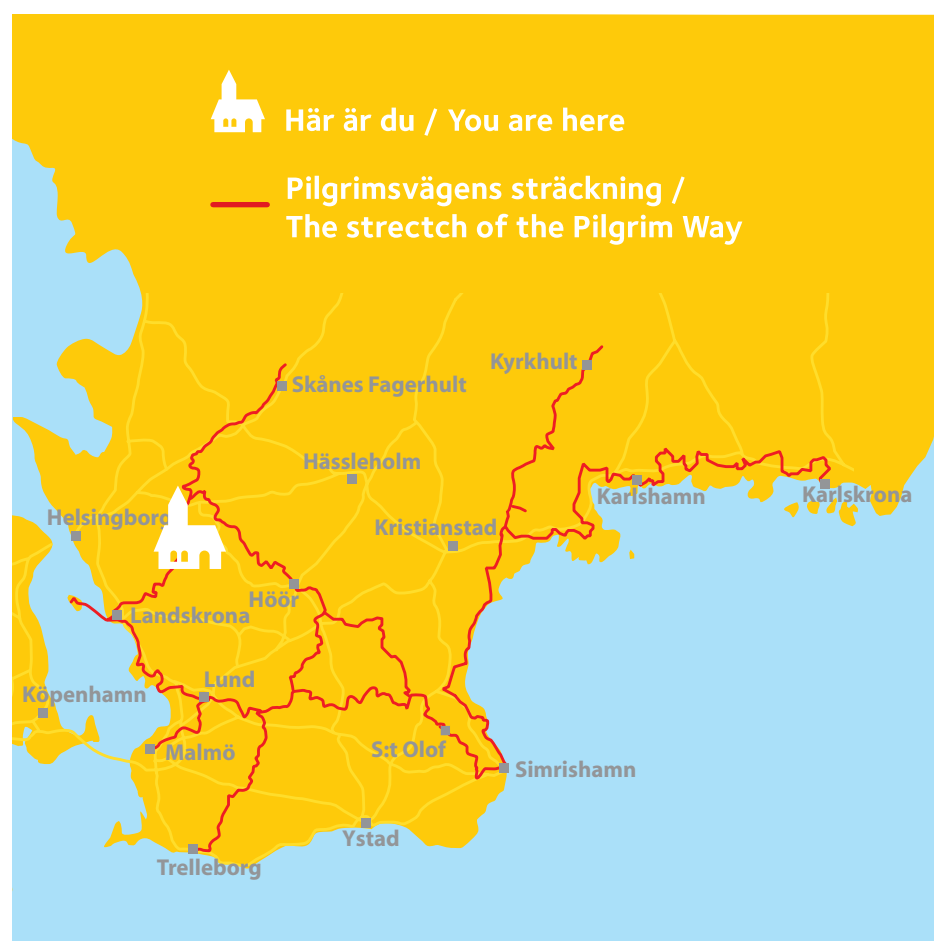 Här är du / You are here
Pilgrimsvägens sträckning /
The strectch of the Pilgrim Way
Kyrkhult
Skånes Fagerhult
Hässleholm
Karlshamn
Karlskrona
Helsingborg
Kristianstad
Höör
Landskrona
Lund
Köpenhamn
Malmö
S:t Olof
Simrishamn
Ystad
Trelleborg